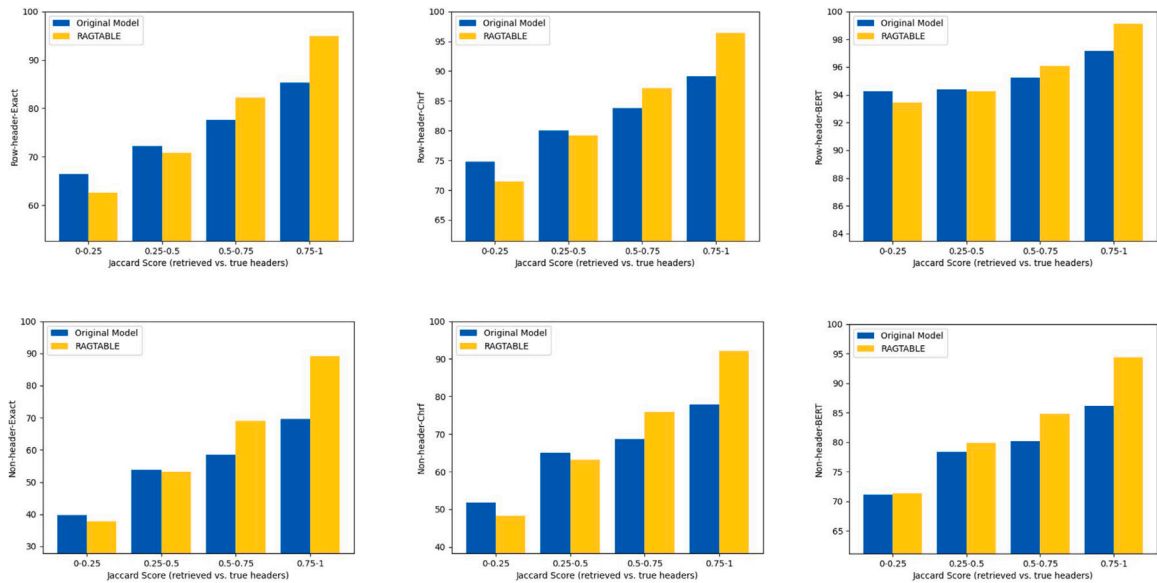 Original Model
RAGTABLE
Row-header-Exact
100
90
80
70
60
0-0.25
0.25-0.5
0.5-0.75
0.75-1
Jaccard Score (retrieved vs. true headers)
Original Model
RAGTABLE
Row-header-Chrf
100
95
90
85
80
75
70
65
0-0.25
0.25-0.5
0.5-0.75
0.75-1
Jaccard Score (retrieved vs. true headers)
Original Model
RAGTABLE
Row-header-BERT
100
98
96
94
92
90
88
86
84
0-0.25
0.25-0.5
0.5-0.75
0.75-1
Jaccard Score (retrieved vs. true headers)
Original Model
RAGTABLE
Non-header-Exact
100
90
80
70
60
50
40
30
0-0.25
0.25-0.5
0.5-0.75
0.75-1
Jaccard Score (retrieved vs. true headers)
Original Model
RAGTABLE
Non-header-Chrf
100
90
80
70
60
50
40
0-0.25
0.25-0.5
0.5-0.75
0.75-1
Jaccard Score (retrieved vs. true headers)
Original Model
RAGTABLE
Non-header-BERT
100
95
90
85
80
75
70
65
0-0.25
0.25-0.5
0.5-0.75
0.75-1
Jaccard Score (retrieved vs. true headers)